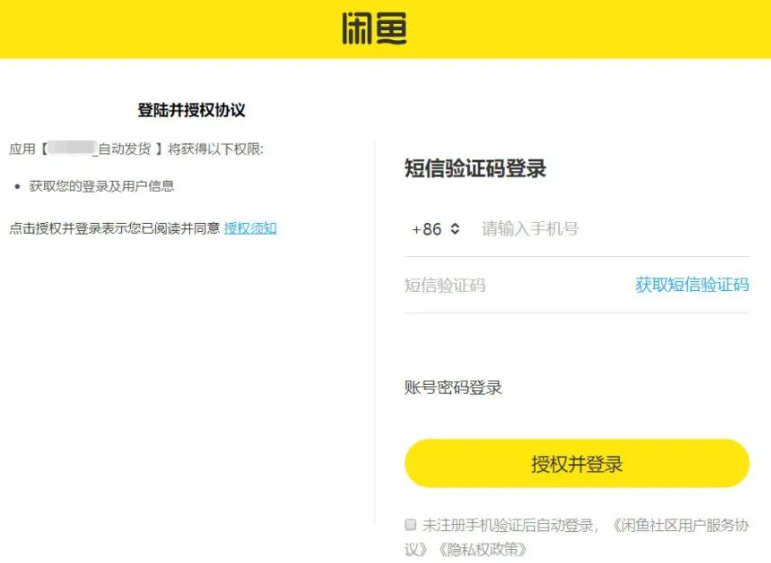 闲鱼
登陆并授权协议
应用【_自动发货 】将获得以下权限:
• 获取您的登录及用户信息
点击授权并登录表示您已阅读并同意 授权须知
短信验证码登录
+86 请输入手机号
短信验证码 获取短信验证码
账号密码登录
授权并登录
未注册手机验证后自动登录，《闲鱼社区用户服务协
议》《隐私权政策》